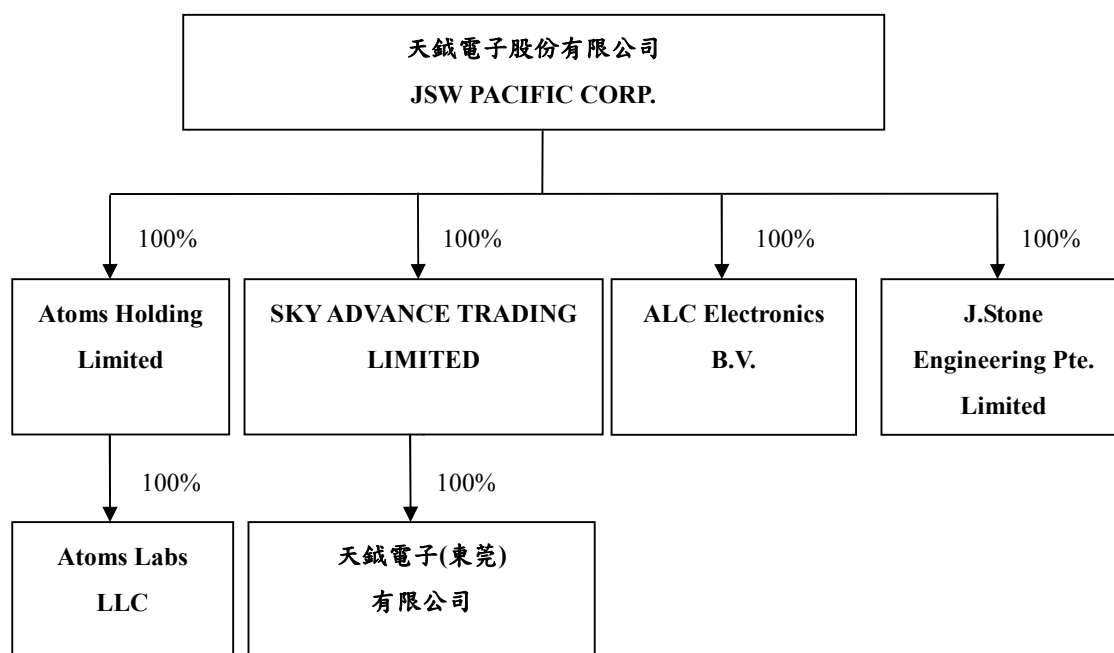 天鉞電子股份有限公司
JSW PACIFIC CORP.
100%
100%
100%
100%
Atoms Holding
Limited
SKY ADVANCE TRADING
LIMITED
ALC Electronics
B.V.
J.Stone
Engineering Pte.
Limited
100%
100%
Atoms Labs
LLC
天鉞電子(東莞)
有限公司